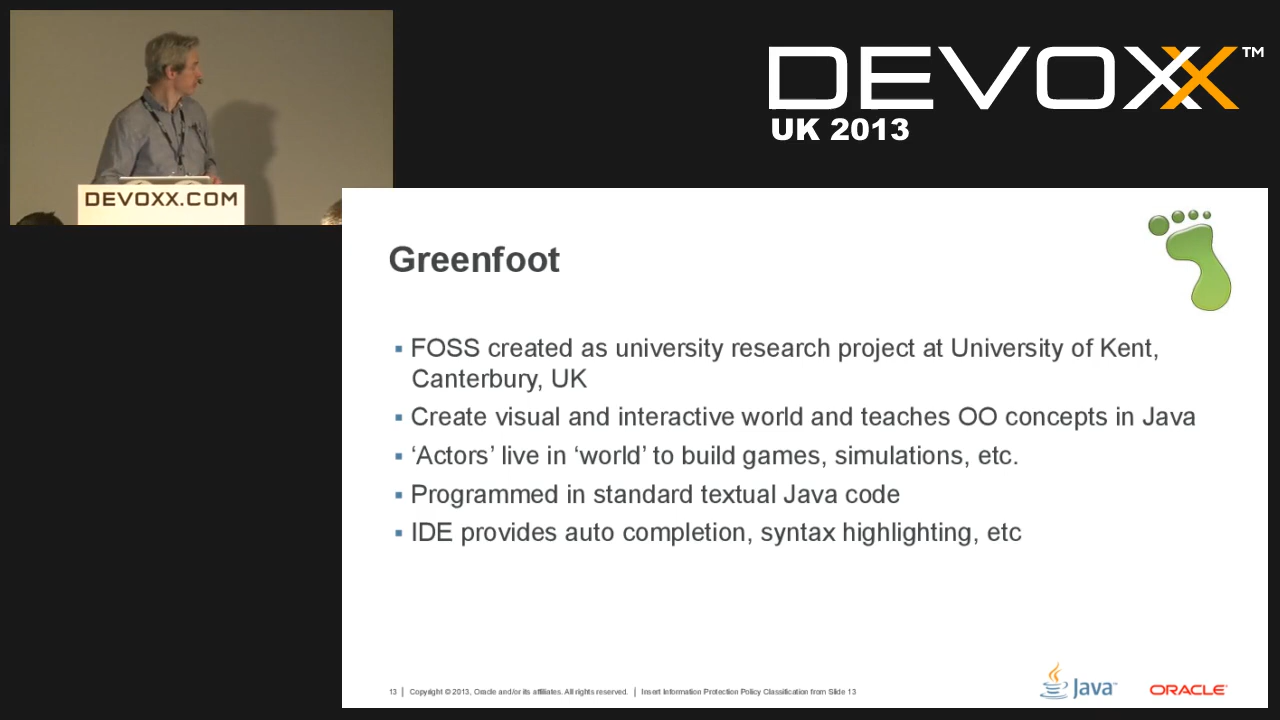 DEVOXX™
UK 2013
DEVOXX.COM
Greenfoot
▪ FOSS created as university research project at University of Kent,
Canterbury, UK
▪ Create visual and interactive world and teaches OO concepts in Java
▪ ‘Actors’ live in ‘world’ to build games, simulations, etc.
▪ Programmed in standard textual Java code
▪ IDE provides auto completion, syntax highlighting, etc
13 | Copyright © 2013, Oracle and/or its affiliates. All rights reserved. | Insert Information Protection Policy Classification from Slide 13
Java™
ORACLE